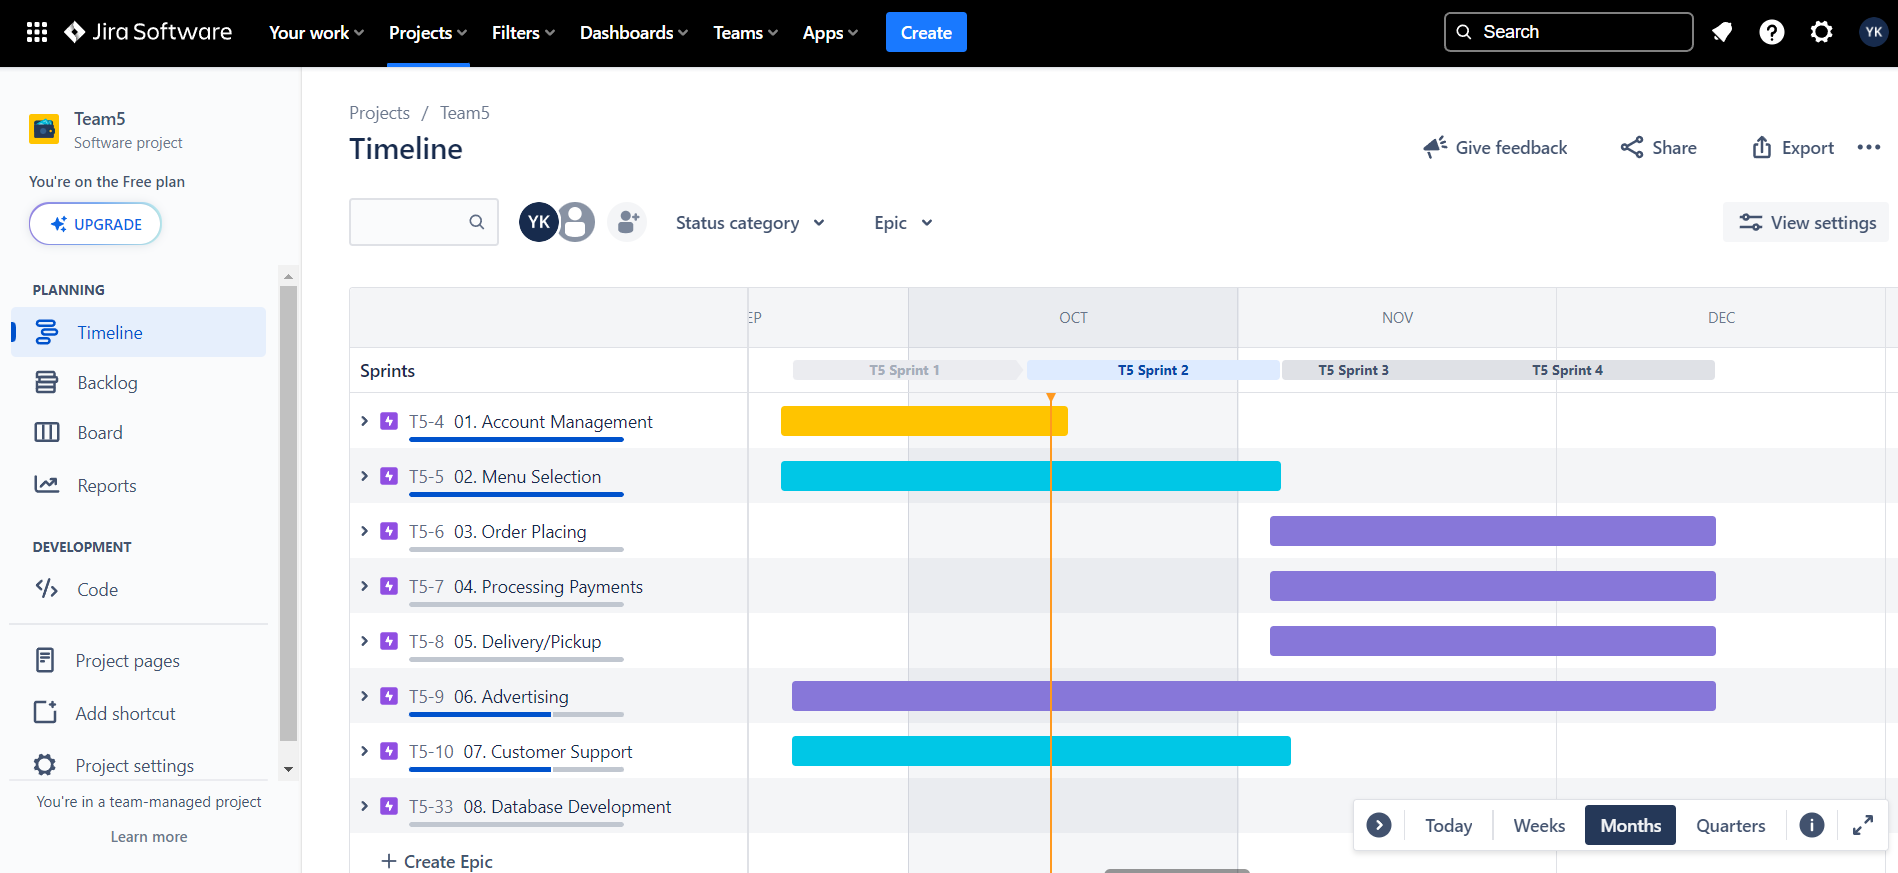 Jira Software Your work Projects Filters Dashboards Teams Apps Create Search YK
Team5
Software project
You're on the Free plan
UPGRADE
PLANNING
Timeline
Backlog
Board
Reports
DEVELOPMENT
Code
Project pages
Add shortcut
Project settings
You're in a team-managed project
Learn more
Projects / Team5
Timeline
Give feedback Share Export
YK Status category Epic View settings
EP OCT NOV DEC
Sprints T5 Sprint 1 T5 Sprint 2 T5 Sprint 3 T5 Sprint 4
T5-4 01. Account Management
T5-5 02. Menu Selection
T5-6 03. Order Placing
T5-7 04. Processing Payments
T5-8 05. Delivery/Pickup
T5-9 06. Advertising
T5-10 07. Customer Support
T5-33 08. Database Development
+ Create Epic
Today Weeks Months Quarters